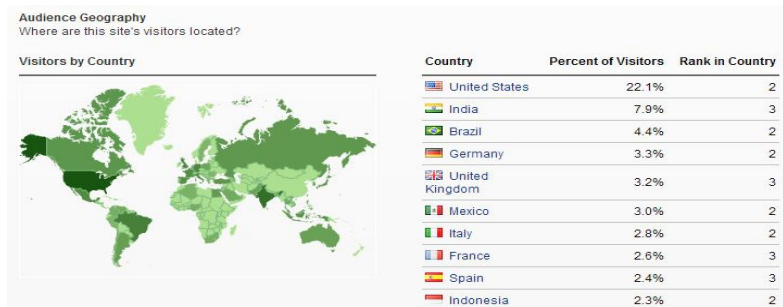 Audience Geography
Where are this site's visitors located?
Visitors by Country
Country Percent of Visitors Rank in Country
United States 22.1% 2
India 7.9% 3
Brazil 4.4% 2
Germany 3.3% 2
United
Kingdom 3.2% 3
Mexico 3.0% 2
Italy 2.8% 2
France 2.6% 3
Spain 2.4% 3
Indonesia 2.3% 2